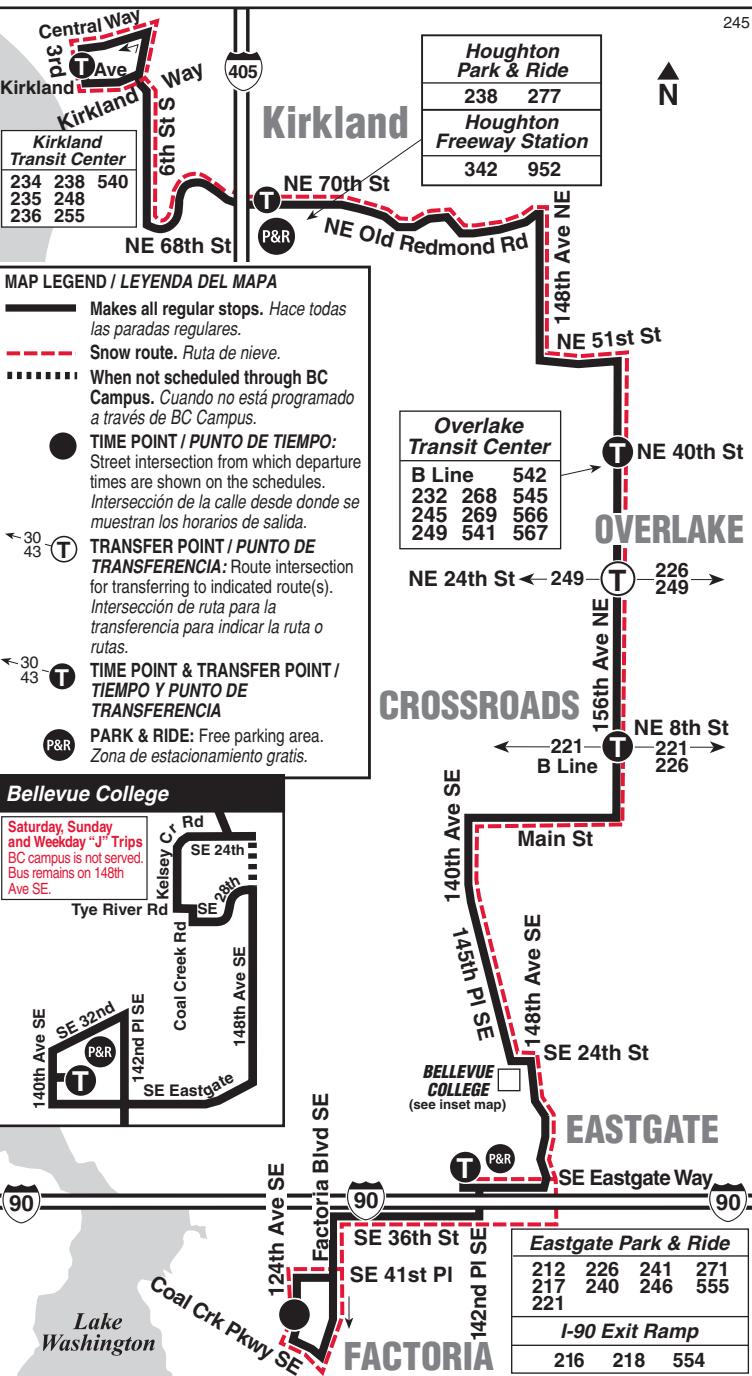 245
Central Way
3rd
T Ave
Kirkland
Kirkland Way
6th St S
405
Kirkland
Houghton
Park & Ride
238 277
Houghton
Freeway Station
342 952
N
Kirkland
Transit Center
234 238 540
235 248
236 255
T
NE 70th St
P&R
NE 68th St
NE Old Redmond Rd
148th Ave NE
NE 51st St
MAP LEGEND / LEYENDA DEL MAPA
Makes all regular stops. Hace todas
las paradas regulares.
Snow route. Ruta de nieve.
When not scheduled through BC
Campus. Cuando no está programado
a través de BC Campus.
TIME POINT / PUNTO DE TIEMPO:
Street intersection from which departure
times are shown on the schedules.
Intersección de la calle desde donde se
muestran los horarios de salida.
30
43
T
TRANSFER POINT / PUNTO DE
TRANSFERENCIA: Route intersection
for transferring to indicated route(s).
Intersección de ruta para la
transferencia para indicar la ruta o
rutas.
30
43
T
TIME POINT & TRANSFER POINT /
TIEMPO Y PUNTO DE
TRANSFERENCIA
P&R
PARK & RIDE: Free parking area.
Zona de estacionamiento gratis.
Overlake
Transit Center
B Line 542
232 268 545
245 269 566
249 541 567
T
NE 40th St
OVERLAKE
NE 24th St
249
T
226
249
156th Ave NE
CROSSROADS
NE 8th St
221
B Line
T
221
226
140th Ave SE
Main St
145th Pl SE
148th Ave SE
SE 24th St
BELLEVUE
COLLEGE
(see inset map)
EASTGATE
T
P&R
SE Eastgate Way
Bellevue College
Saturday, Sunday
and Weekday “J” Trips
BC campus is not served.
Bus remains on 148th
Ave SE.
Kelsey Cr Rd
SE 24th
Tye River Rd
SE 28th
Coal Creek Rd
148th Ave SE
SE 32nd
140th Ave SE
P&R
T
142nd Pl SE
SE Eastgate
90
90
90
124th Ave SE
Factoria Blvd SE
SE 36th St
SE 41st Pl
142nd Pl SE
Coal Crk Pkwy SE
FACTORIA
Lake
Washington
Eastgate Park & Ride
212 226 241 271
217 240 246 555
221
I-90 Exit Ramp
216 218 554